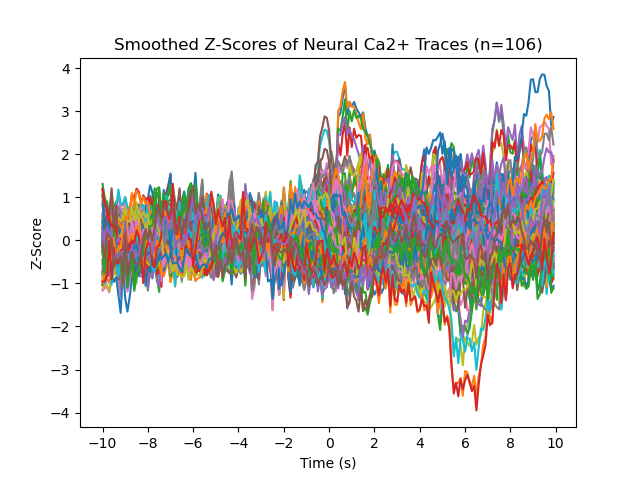 Smoothed Z-Scores of Neural Ca2+ Traces (n=106)
4
3
2
1
0
−1
−2
−3
−4
Z-Score
−10 −8 −6 −4 −2 0 2 4 6 8 10
Time (s)